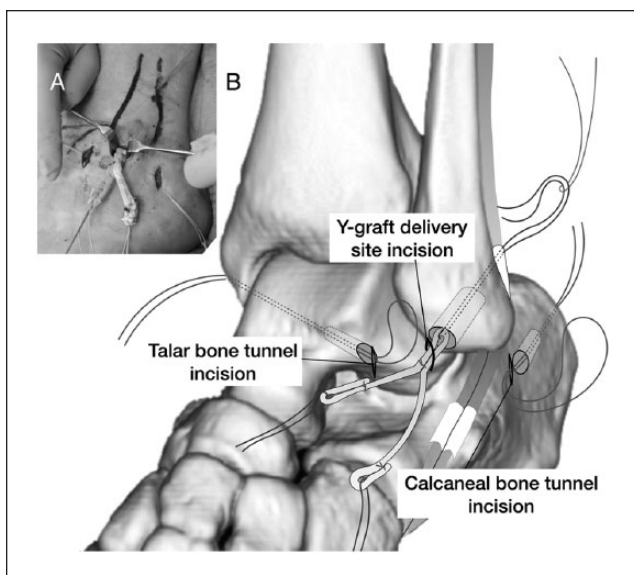 A
B
Y-graft delivery
site incision
Talar bone tunnel
incision
Calcaneal bone tunnel
incision